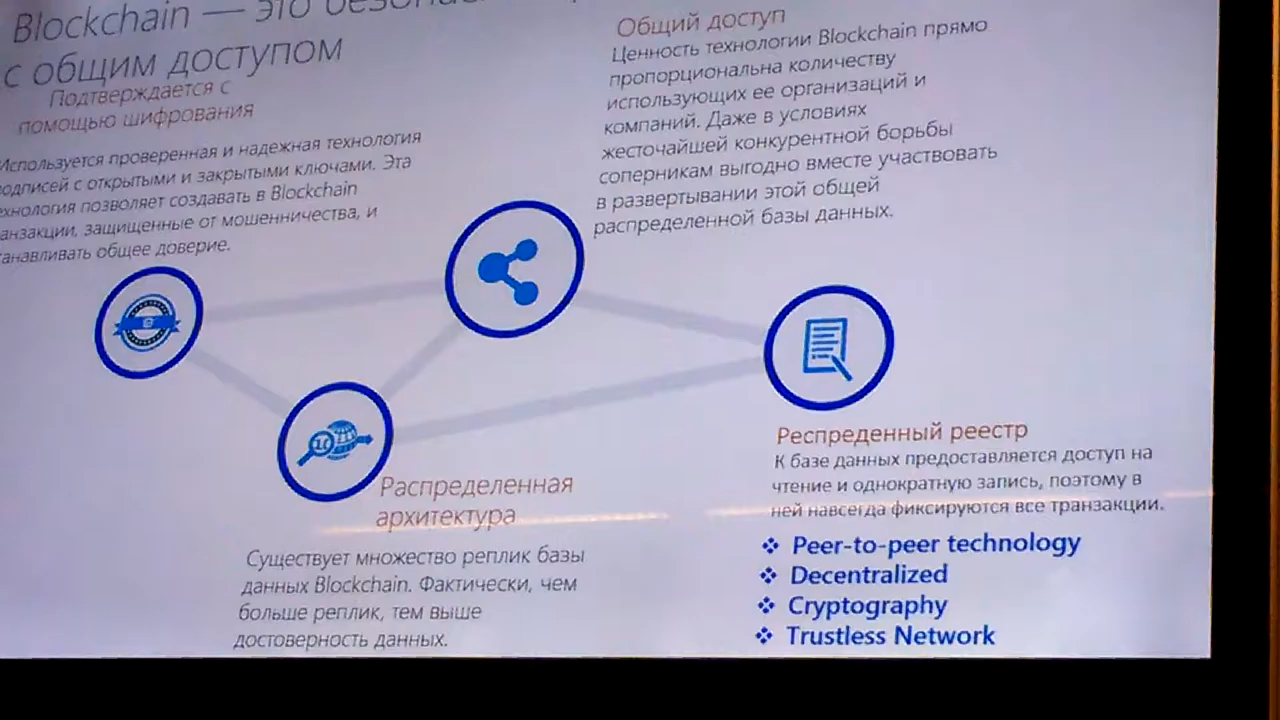 Blockchain — это
с общим доступом
Подтверждается с
помощью шифрования
Используется проверенная и надежная технология
с открытыми и закрытыми ключами. Эта
позволяет создавать в Blockchain
защищенные от мошенничества, и
общее доверие.
Общий доступ
Ценность технологии Blockchain прямо
пропорциональна количеству
использующих ее организаций и
компаний. Даже в условиях
жесточайшей конкурентной борьбы
соперникам выгодно вместе участвовать
в развертывании этой общей
распределенной базы данных.
Распределенная
архитектура
Существует множество реплик базы
данных Blockchain. Фактически, чем
больше реплик, тем выше
достоверность данных.
Респреденный реестр
К базе данных предоставляется доступ на
чтение и однократную запись, поэтому в
ней навсегда фиксируются все транзакции.
❖ Peer-to-peer technology
❖ Decentralized
❖ Cryptography
❖ Trustless Network